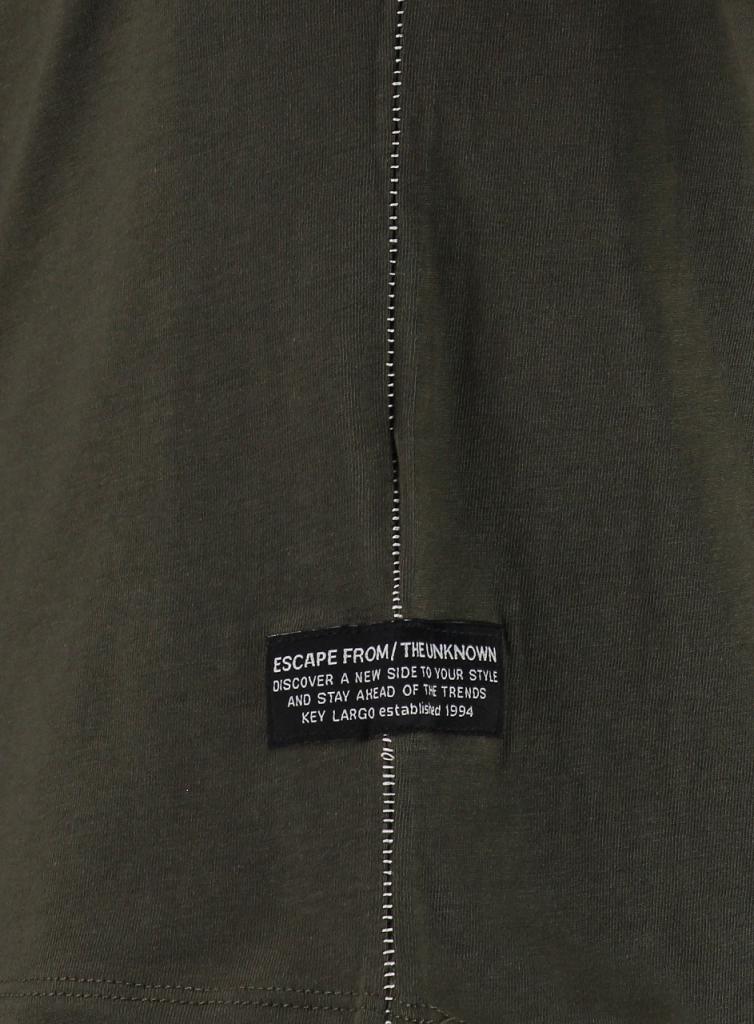 ESCAPE FROM/ THEUNKNOWN
DISCOVER A NEW SIDE TO YOUR STYLE
AND STAY AHEAD OF THE TRENDS
KEY LARGO established 1994